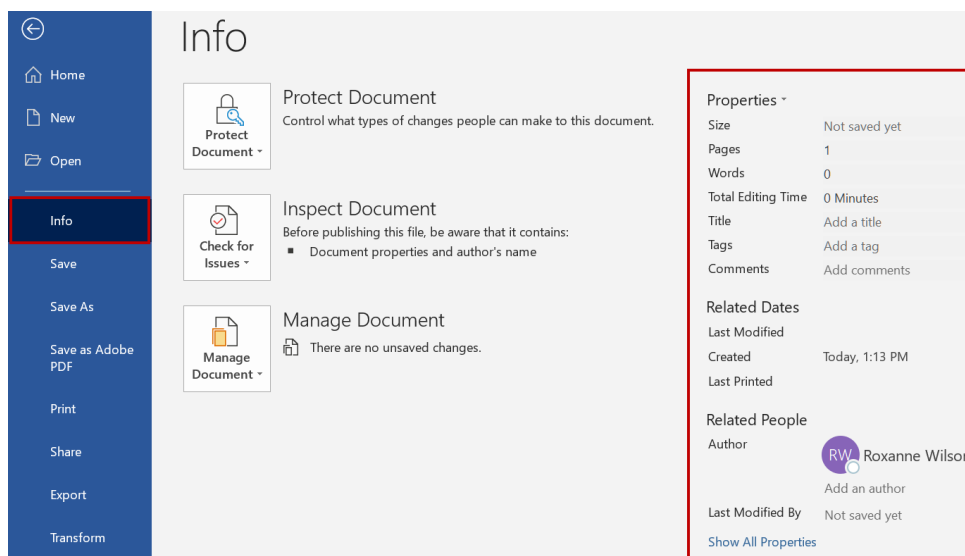 Info
Home
New
Open
Info
Save
Save As
Save as Adobe
PDF
Print
Share
Export
Transform
Protect
Document
Protect Document
Control what types of changes people can make to this document.
Check for
Issues
Inspect Document
Before publishing this file, be aware that it contains:
■ Document properties and author's name
Manage
Document
Manage Document
There are no unsaved changes.
Properties
Size Not saved yet
Pages 1
Words 0
Total Editing Time 0 Minutes
Title Add a title
Tags Add a tag
Comments Add comments
Related Dates
Last Modified
Created Today, 1:13 PM
Last Printed
Related People
Author
RW Roxanne Wilson
Add an author
Last Modified By Not saved yet
Show All Properties